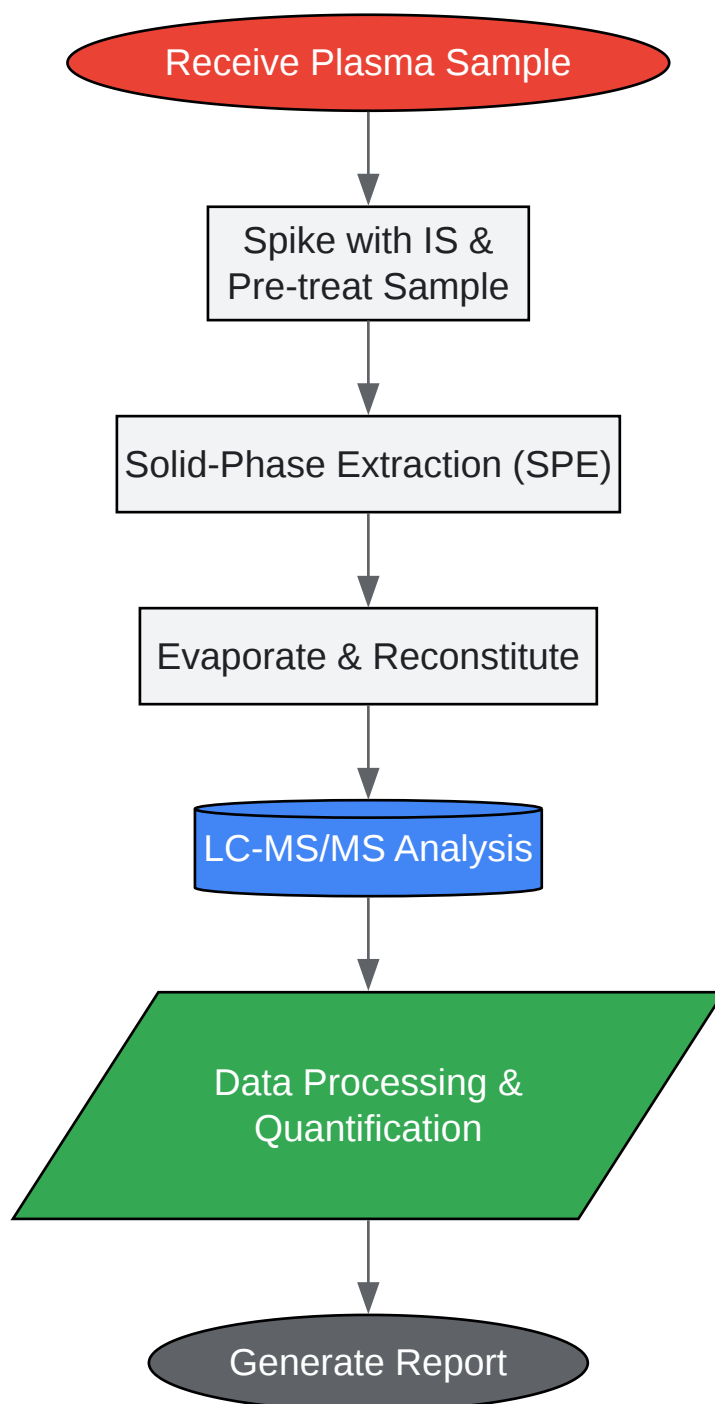 Receive Plasma Sample
Spike with IS &
Pre-treat Sample
Solid-Phase Extraction (SPE)
Evaporate & Reconstitute
LC-MS/MS Analysis
Data Processing &
Quantification
Generate Report